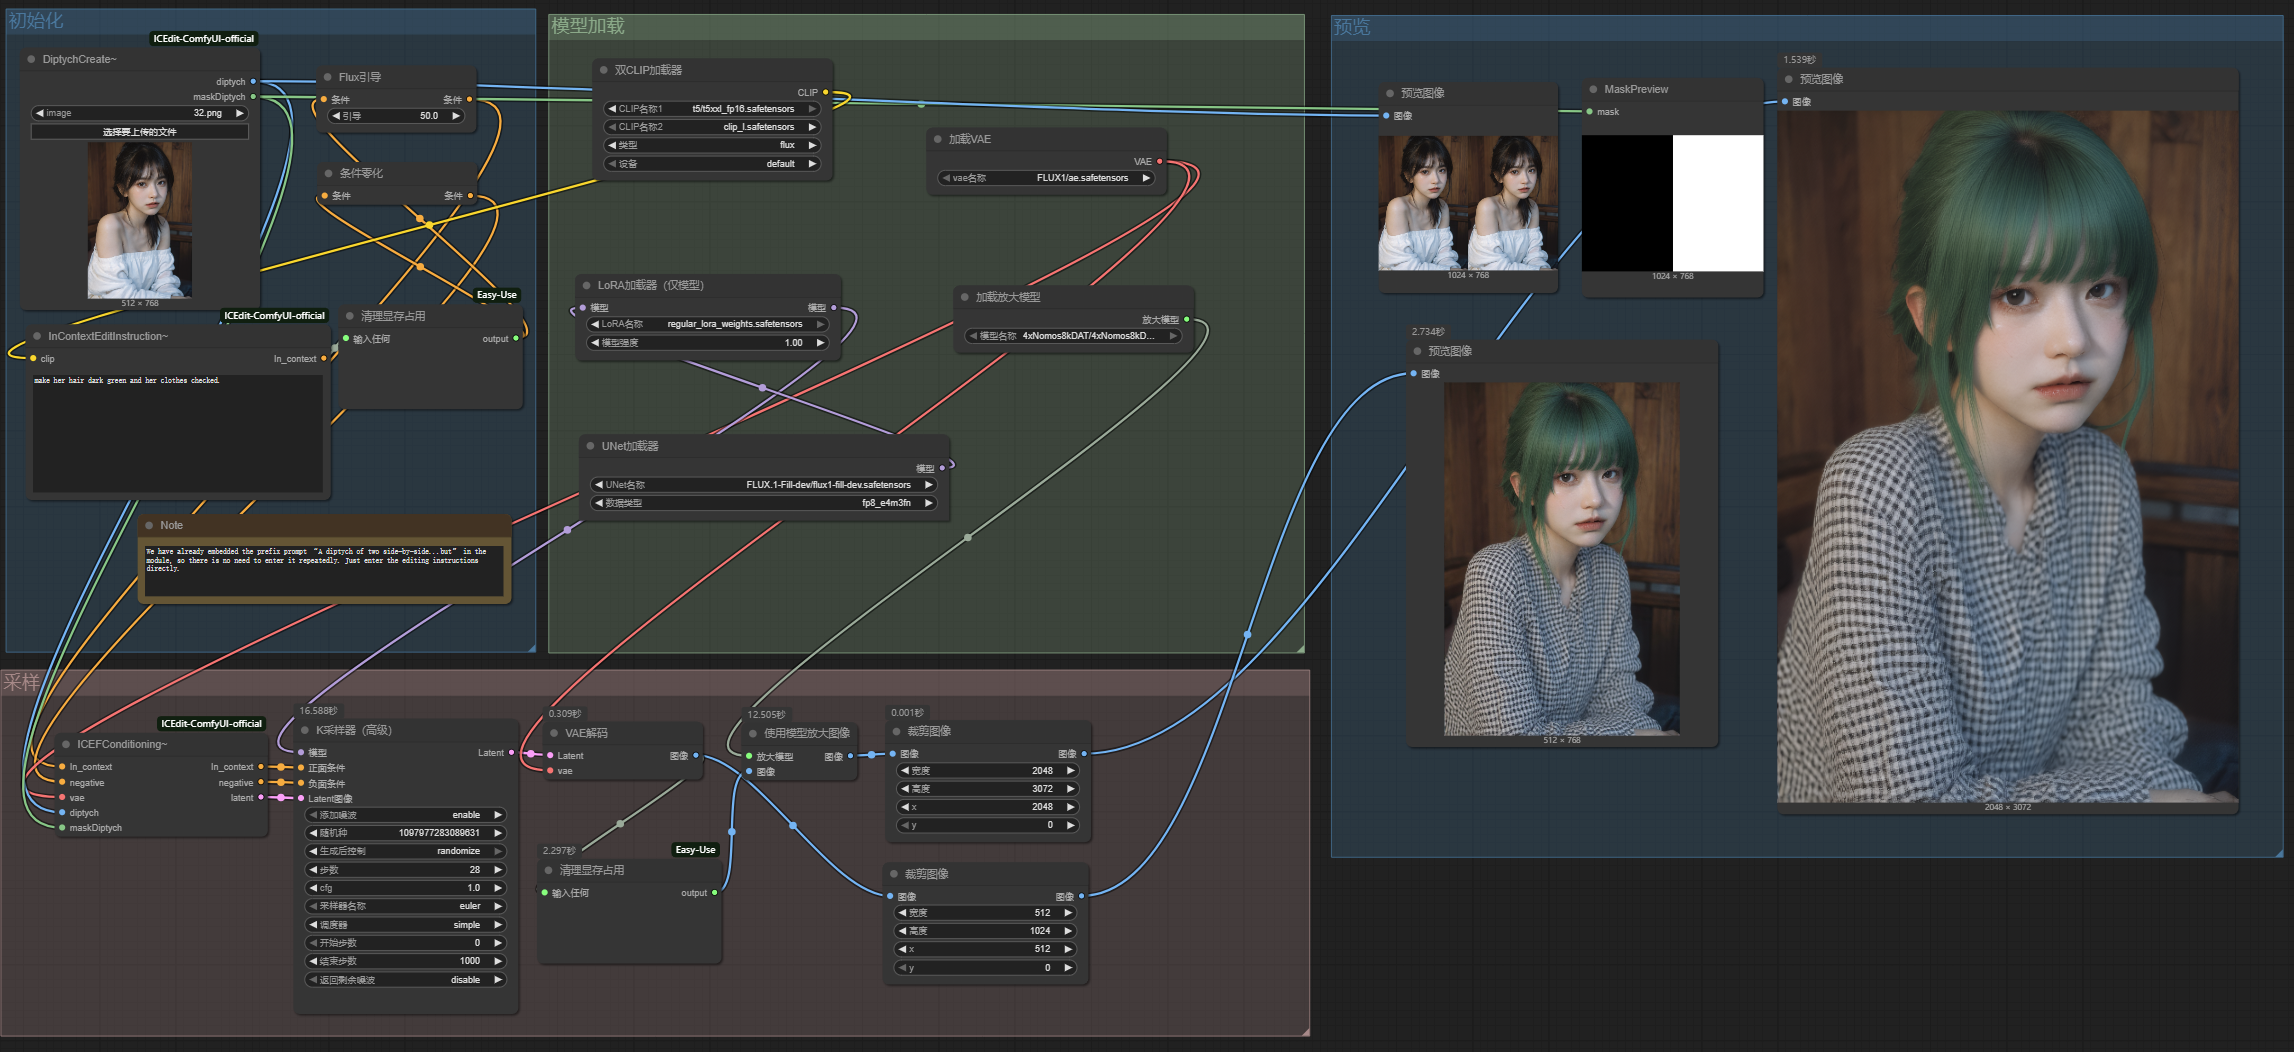 初始化
ICEdit-ComfyUI-official
DiptychCreate~
diptych
maskDiptych
image 32.png
选择要上传的文件
512 × 768
Flux引导
条件 条件
引导 50.0
条件零化
条件 条件
Easy-Use
清理显存占用
输入任何 output
ICEdit-ComfyUI-official
InContextEdilInstruction~
clip In_context
make her hair dark green and her clothes checked.
Note
We have already embedded the prefix prompt “A diptych of two side-by-side...but” in the
module, so there is no need to enter it repeatedly. Just enter the editing instructions
directly.
模型加载
双CLIP加载器
CLIP
CLIP名称1 t5/t5xxl_fp16.safetensors
CLIP名称2 clip_l.safetensors
类型 flux
设备 default
加载VAE
VAE
vae名称 FLUX1/ae.safetensors
LoRA加载器（仅模型）
模型 模型
LoRA名称 regular_lora_weights.safetensors
模型强度 1.00
加载放大模型
放大模型
模型名称 4xNomos8kDAT/4xNomos8kD...
UNet加载器
模型
UNet名称 FLUX.1-Fill-dev/flux1-fill-dev.safetensors
数据类型 fp8_e4m3fn
预览
预览图像
图像
1024 × 768
MaskPreview
mask
1024 × 768
1.539秒
预览图像
图像
2048 × 3072
2.734秒
预览图像
图像
512 × 768
采样
ICEdit-ComfyUI-official
ICEFConditioning~
In_context In_context
negative negative
vae latent
diptych
maskDiptych
16.588秒
K采样器（高级）
模型 Latent
正面条件
负面条件
Latent图像
添加噪波 enable
随机种 1097977283089631
生成后控制 randomize
步数 28
cfg 1.0
采样器名称 euler
调度器 simple
开始步数 0
结束步数 1000
返回剩余噪波 disable
0.309秒
VAE解码
Latent 图像
vae
12.505秒
使用模型放大图像
放大模型 图像
图像
0.001秒
裁剪图像
图像 图像
宽度 2048
高度 3072
x 2048
y 0
2.297秒
Easy-Use
清理显存占用
输入任何 output
裁剪图像
图像 图像
宽度 512
高度 1024
x 512
y 0